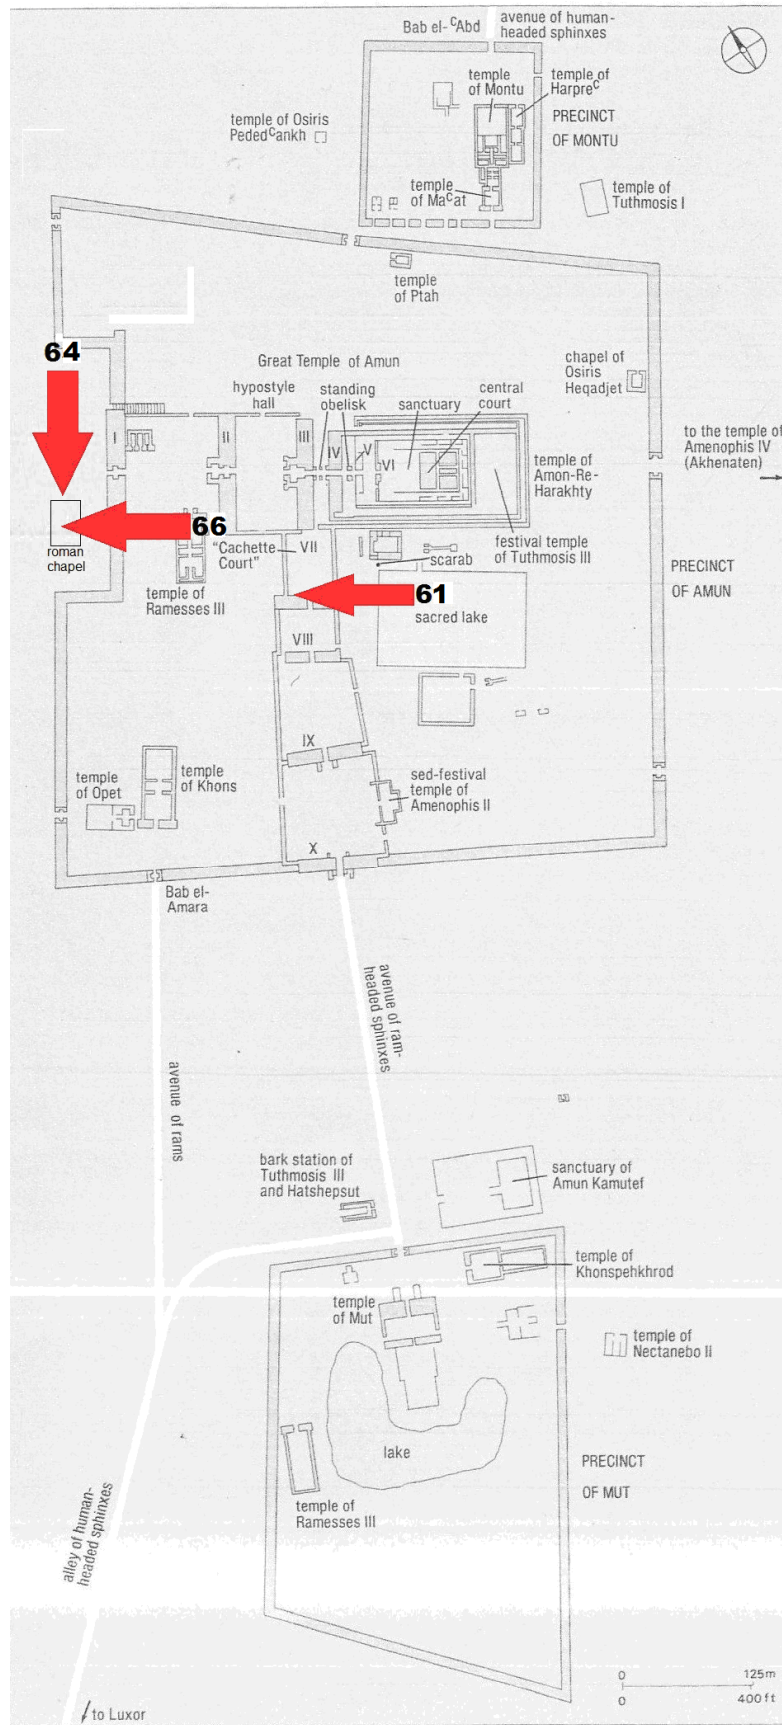 avenue of human-
headed sphinxes
Bab el-ᶜAbd
temple
of Montu
temple of
Harpreᶜ
PRECINCT
OF MONTU
temple of Osiris
Pededᶜankh
temple
of Maᶜat
temple of
Tuthmosis I
temple
of Ptah
64
Great Temple of Amun
chapel of
Osiris
Heqadjet
hypostyle
hall
standing
obelisk
sanctuary
central
court
I
II
III
IV
V
VI
to the temple of
Amenophis IV
(Akhenaten)
temple of
Amon-Re-
Harakhty
66
roman
chapel
"Cachette
Court"
VII
festival temple
of Tuthmosis III
scarab
PRECINCT
OF AMUN
temple of
Ramesses III
61
sacred lake
VIII
IX
temple
of Opet
temple
of Khons
sed-festival
temple of
Amenophis II
X
Bab el-
Amara
avenue of ram-
headed sphinxes
avenue of rams
bark station of
Tuthmosis III
and Hatshepsut
sanctuary of
Amun Kamutef
temple of
Khonspehkhrod
temple
of Mut
temple of
Nectanebo II
lake
PRECINCT
OF MUT
temple of
Ramesses III
alley of human-
headed sphinxes
0 125m
0 400 ft
to Luxor